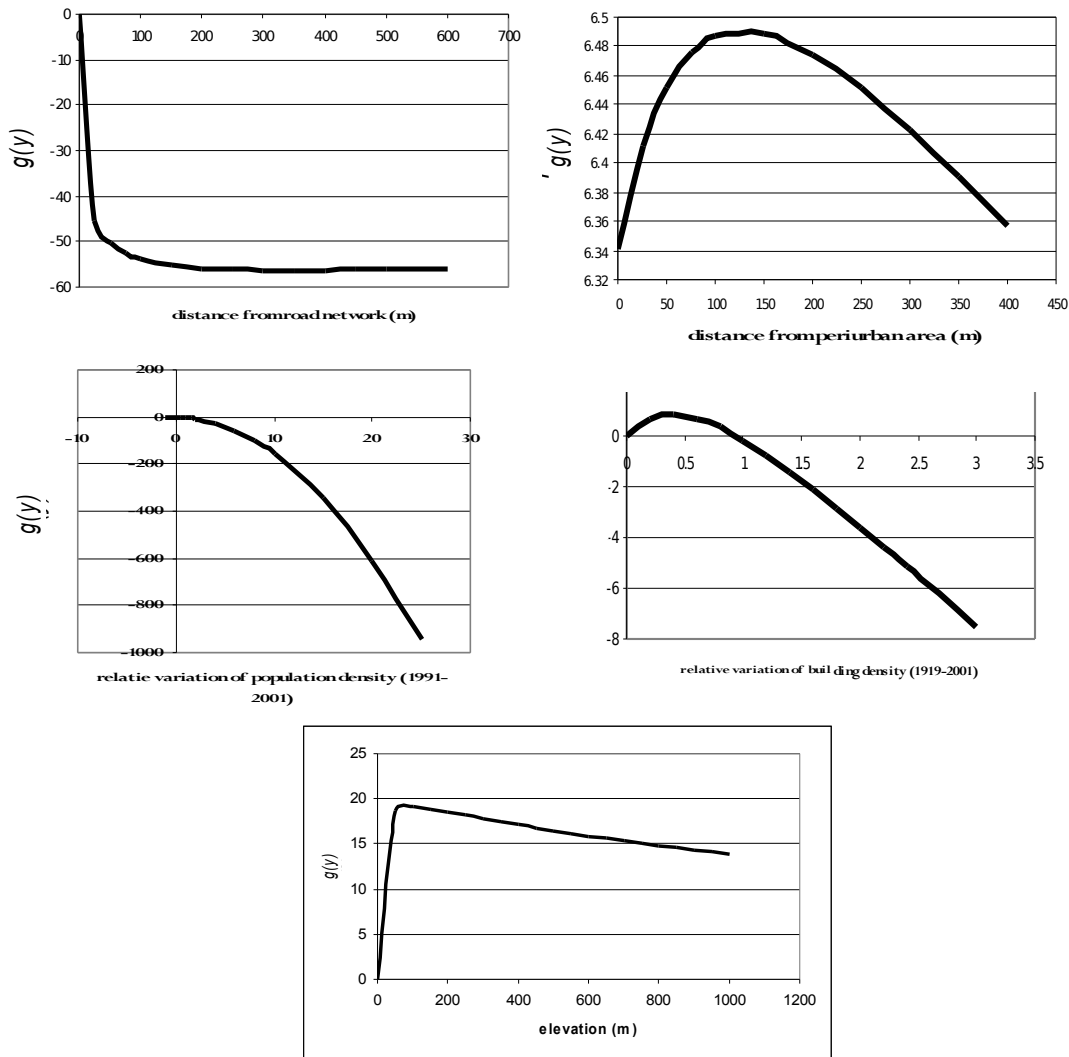 0
0 100 200 300 400 500 600 700
-10
-20
-30
-40
-50
-60
g(y)
distance fromroad network (m)
6.5
6.48
6.46
6.44
6.42
6.4
6.38
6.36
6.34
6.32
g(y)
0 50 100 150 200 250 300 350 400 450
distance from periurban area (m)
200
0
-10 0 10 20 30
-200
-400
-600
-800
-1000
g(y)
relatie variation of population density (1991-
2001)
0
0 0.5 1 1.5 2 2.5 3 3.5
-2
-4
-6
-8
relative variation of buil ding density (1919-2001)
25
20
15
10
5
0
g(y)
0 200 400 600 800 1000 1200
elevation (m)